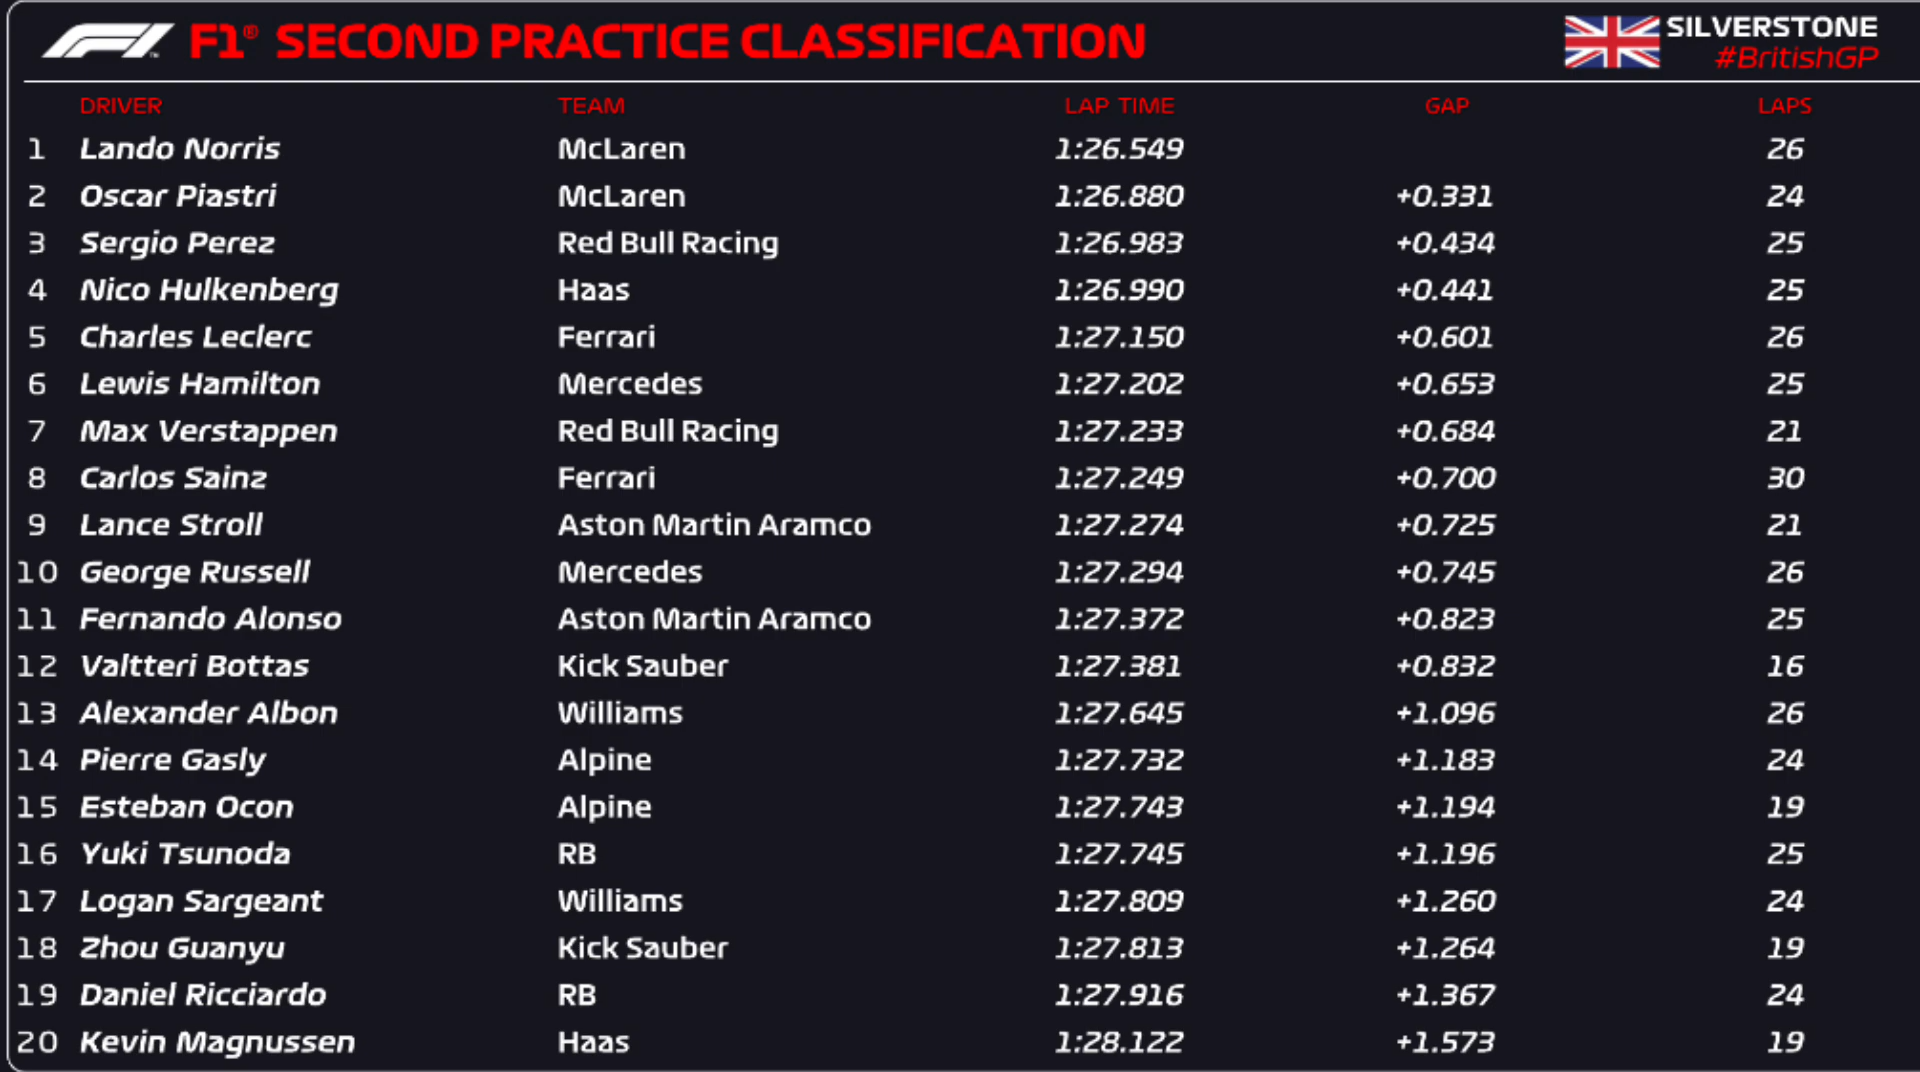 F1® SECOND PRACTICE CLASSIFICATION
SILVERSTONE
#BritishGP
DRIVER TEAM LAP TIME GAP LAPS
1 Lando Norris McLaren 1:26.549 26
2 Oscar Piastri McLaren 1:26.880 +0.331 24
3 Sergio Perez Red Bull Racing 1:26.983 +0.434 25
4 Nico Hulkenberg Haas 1:26.990 +0.441 25
5 Charles Leclerc Ferrari 1:27.150 +0.601 26
6 Lewis Hamilton Mercedes 1:27.202 +0.653 25
7 Max Verstappen Red Bull Racing 1:27.233 +0.684 21
8 Carlos Sainz Ferrari 1:27.249 +0.700 30
9 Lance Stroll Aston Martin Aramco 1:27.274 +0.725 21
10 George Russell Mercedes 1:27.294 +0.745 26
11 Fernando Alonso Aston Martin Aramco 1:27.372 +0.823 25
12 Valtteri Bottas Kick Sauber 1:27.381 +0.832 16
13 Alexander Albon Williams 1:27.645 +1.096 26
14 Pierre Gasly Alpine 1:27.732 +1.183 24
15 Esteban Ocon Alpine 1:27.743 +1.194 19
16 Yuki Tsunoda RB 1:27.745 +1.196 25
17 Logan Sargeant Williams 1:27.809 +1.260 24
18 Zhou Guanyu Kick Sauber 1:27.813 +1.264 19
19 Daniel Ricciardo RB 1:27.916 +1.367 24
20 Kevin Magnussen Haas 1:28.122 +1.573 19